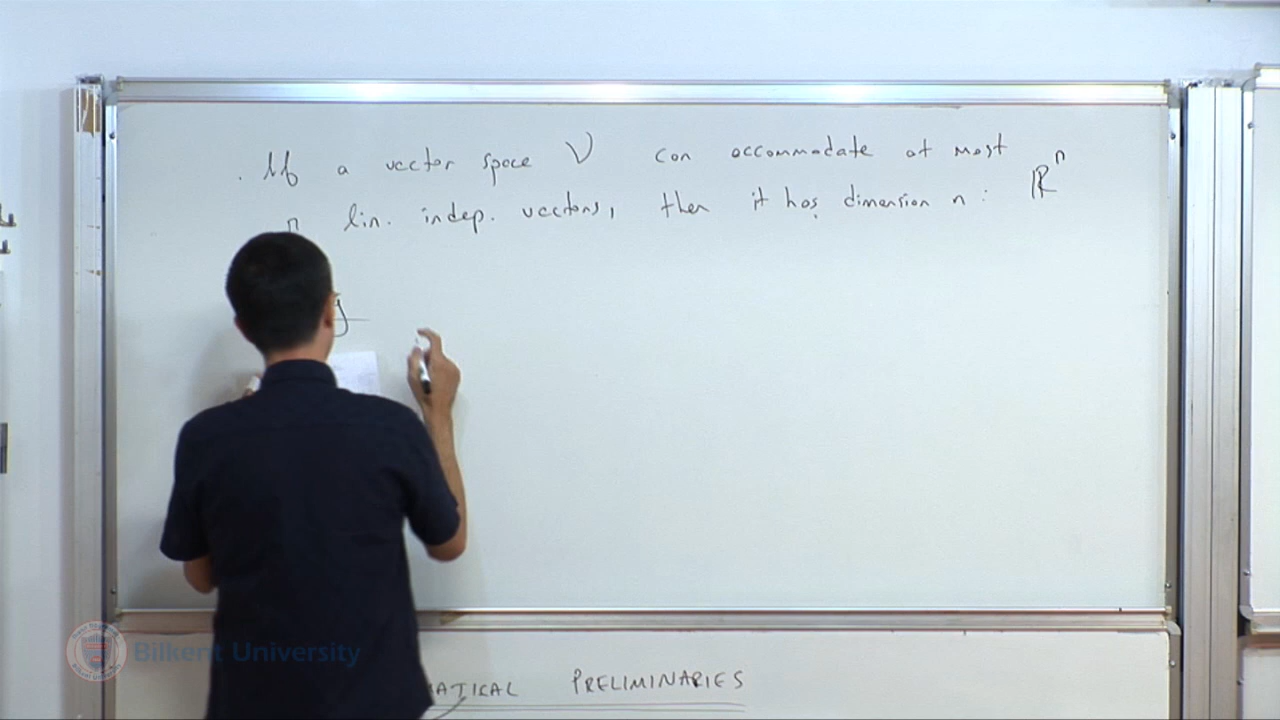 . If a vector space V can accommodate at most
n lin. indep. vectors, then it has dimension n : ℝⁿ
MATICAL PRELIMINARIES
Bilkent University